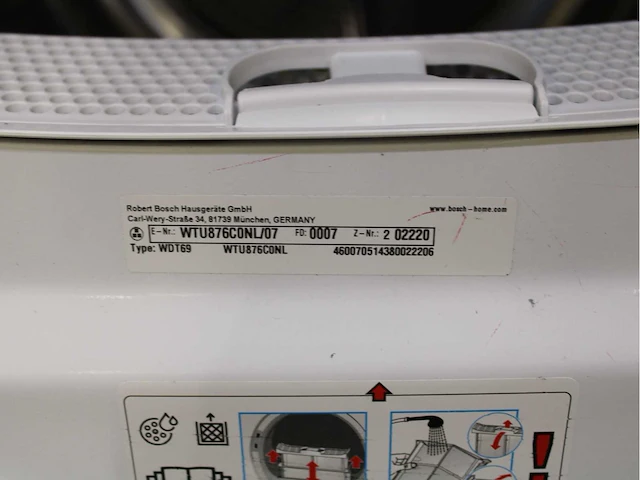 Robert Bosch Hausgeräte GmbH www.bosch-home.com
Carl-Wery-Straße 34, 81739 München, GERMANY
E-Nr.: WTU876C0NL/07 FD: 0007 Z-Nr.: 2 02220
Type: WDT69 WTU876C0NL 460070514380022206